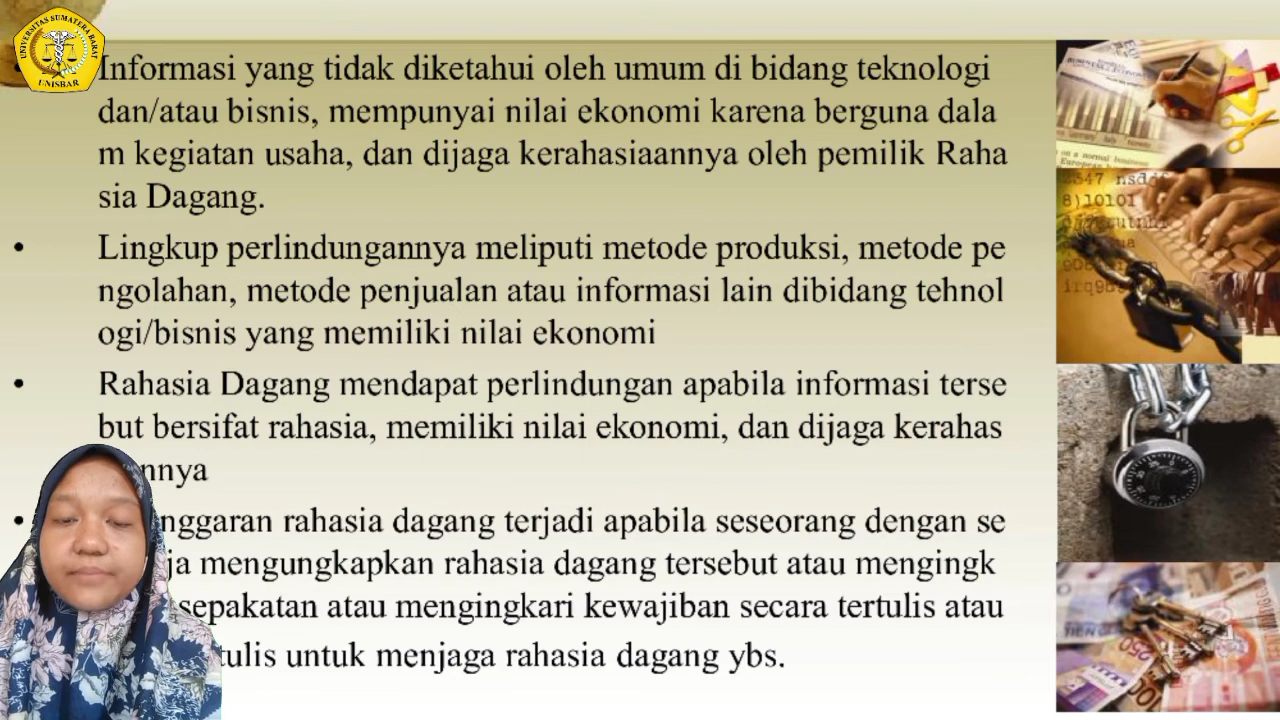 UNIVERSITAS SUMATERA BARAT
UNISBAR
Informasi yang tidak diketahui oleh umum di bidang teknologi
dan/atau bisnis, mempunyai nilai ekonomi karena berguna dala
m kegiatan usaha, dan dijaga kerahasiaannya oleh pemilik Raha
sia Dagang.
• Lingkup perlindungannya meliputi metode produksi, metode pe
ngolahan, metode penjualan atau informasi lain dibidang tehnol
ogi/bisnis yang memiliki nilai ekonomi
• Rahasia Dagang mendapat perlindungan apabila informasi terse
but bersifat rahasia, memiliki nilai ekonomi, dan dijaga kerahas
nnya
• nggaran rahasia dagang terjadi apabila seseorang dengan se
ja mengungkapkan rahasia dagang tersebut atau mengingk
sepakatan atau mengingkari kewajiban secara tertulis atau
tulis untuk menjaga rahasia dagang ybs.